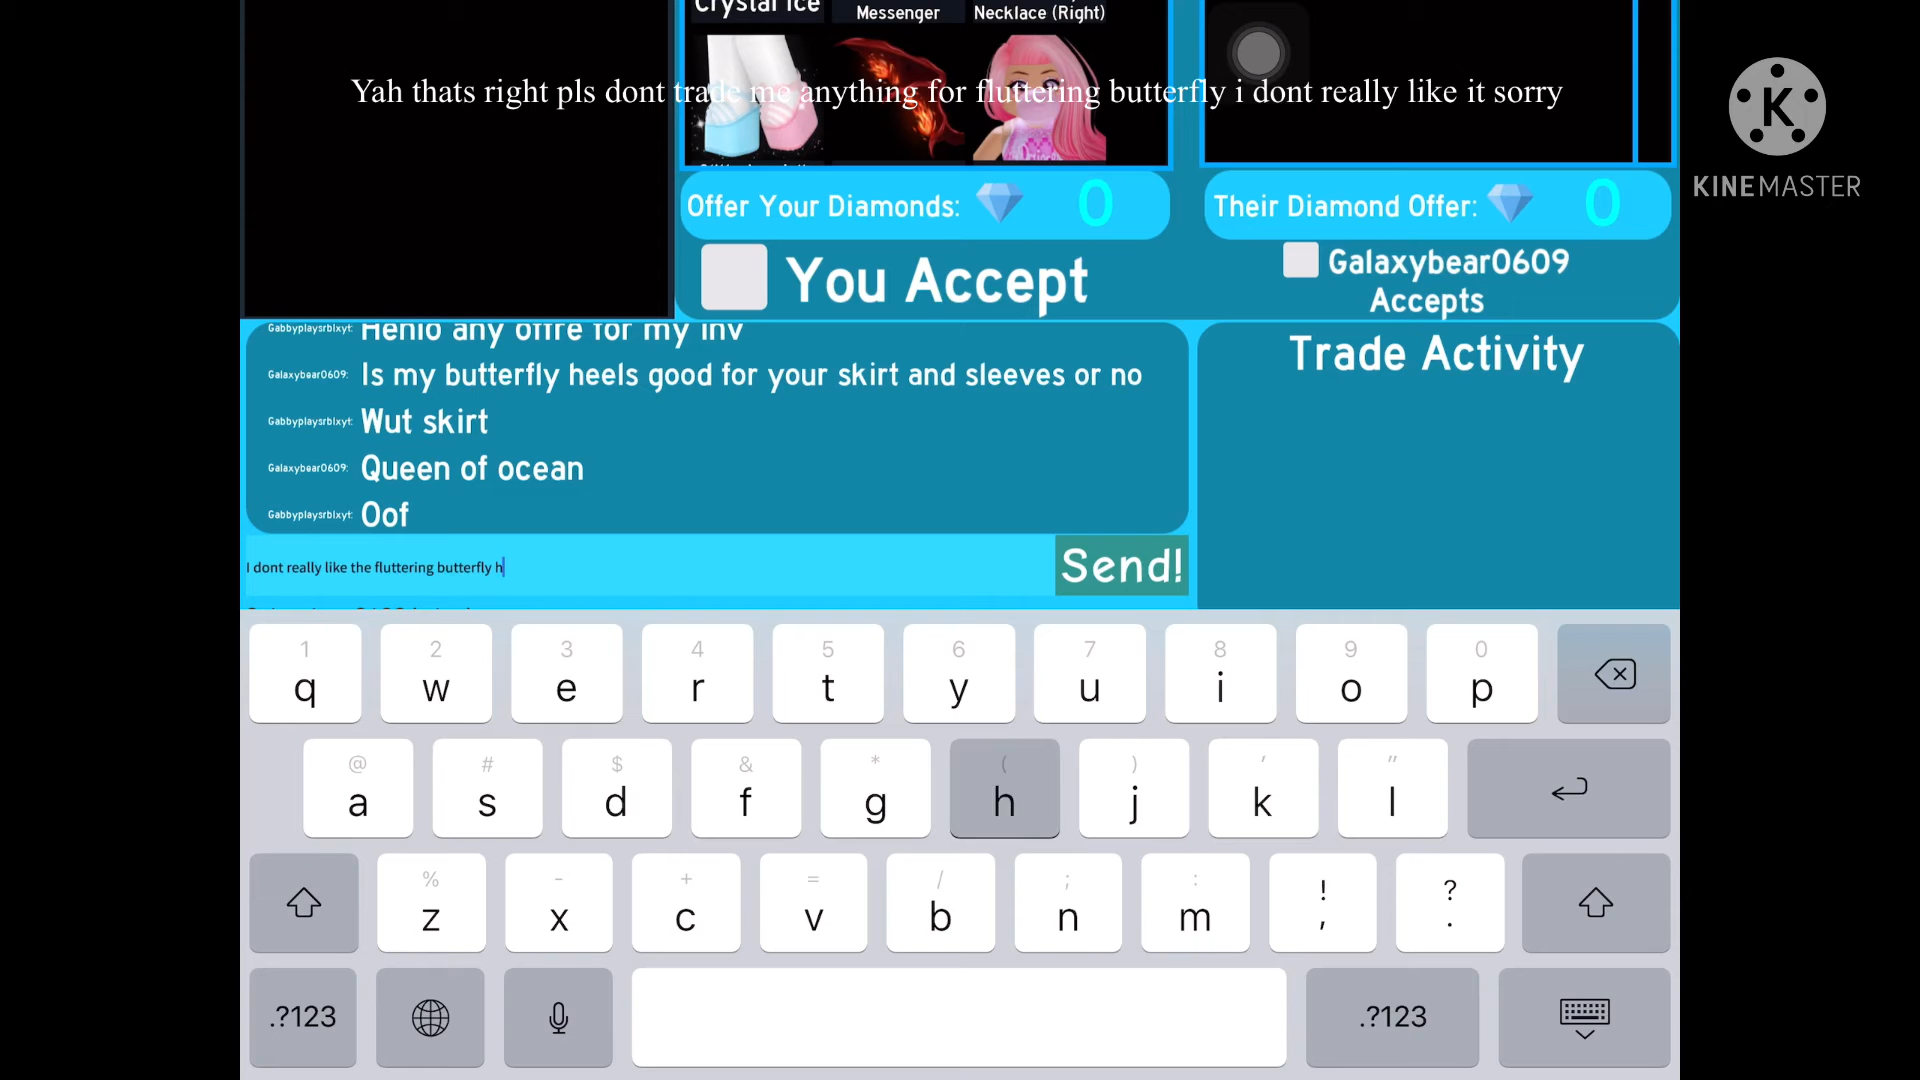 Crystal Ice
Messenger
Necklace (Right)
Yah thats right pls dont trade me anything for fluttering butterfly i dont really like it sorry
K
KINEMASTER
Offer Your Diamonds: 0
Their Diamond Offer: 0
You Accept
Galaxybear0609
Accepts
Gabbyplaysrblxyt: Henlo any offre for my inv
Galaxybear0609: Is my butterfly heels good for your skirt and sleeves or no
Gabbyplaysrblxyt: Wut skirt
Galaxybear0609: Queen of ocean
Gabbyplaysrblxyt: Oof
Trade Activity
I dont really like the fluttering butterfly h
Send!
1 2 3 4 5 6 7 8 9 0
q w e r t y u i o p
@ # $ & * ( ) ' "
a s d f g h j k l
% - + = / ; : ! ?
z x c v b n m , .
.?123 .?123